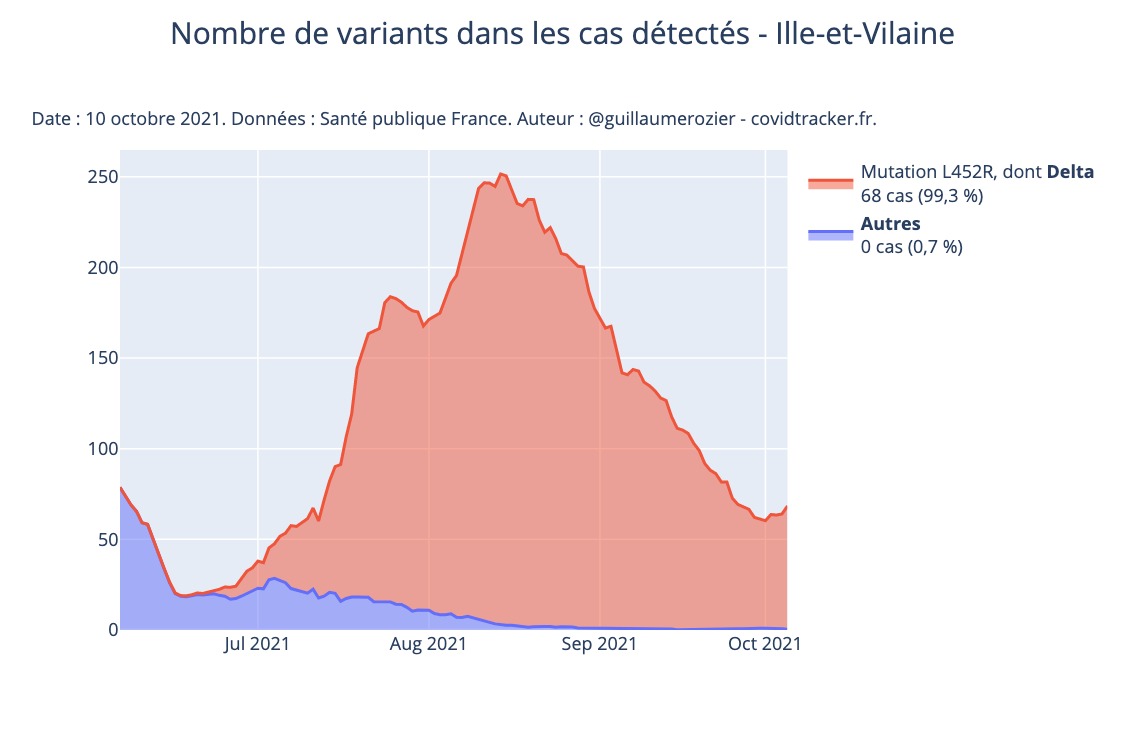 Nombre de variants dans les cas détectés - Ille-et-Vilaine
Date : 10 octobre 2021. Données : Santé publique France. Auteur : @guillaumerozier - covidtracker.fr.
250
200
150
100
50
0
Jul 2021
Aug 2021
Sep 2021
Oct 2021
Mutation L452R, dont Delta
68 cas (99,3 %)
Autres
0 cas (0,7 %)